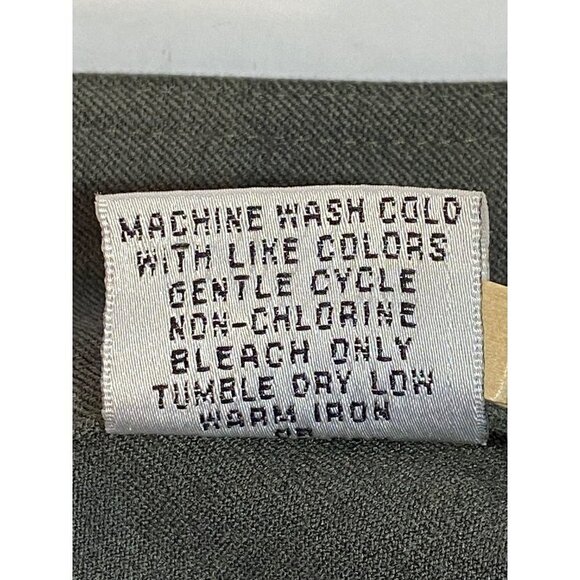 MACHINE WASH COLD
WITH LIKE COLORS
GENTLE CYCLE
NON-CHLORINE
BLEACH ONLY
TUMBLE DRY LOW
WARM IRON